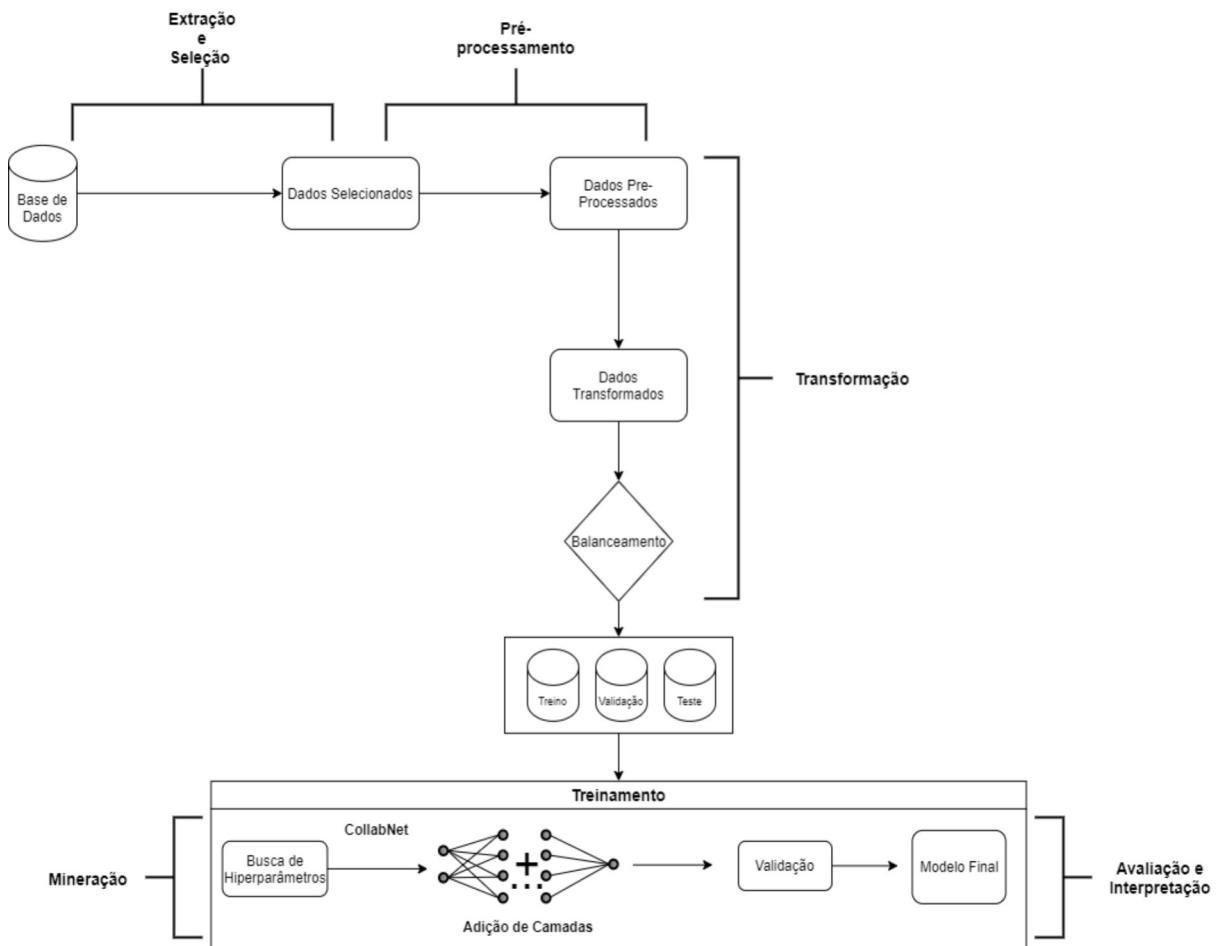 Extração
e
Seleção
Pré-
processamento
Base de
Dados
Dados Selecionados
Dados Pre-
Processados
Dados
Transformados
Transformação
Balanceamento
Treino
Validação
Teste
Treinamento
Mineração
CollabNet
Busca de
Hiperparâmetros
+
...
Adição de Camadas
Validação
Modelo Final
Avaliação e
Interpretação